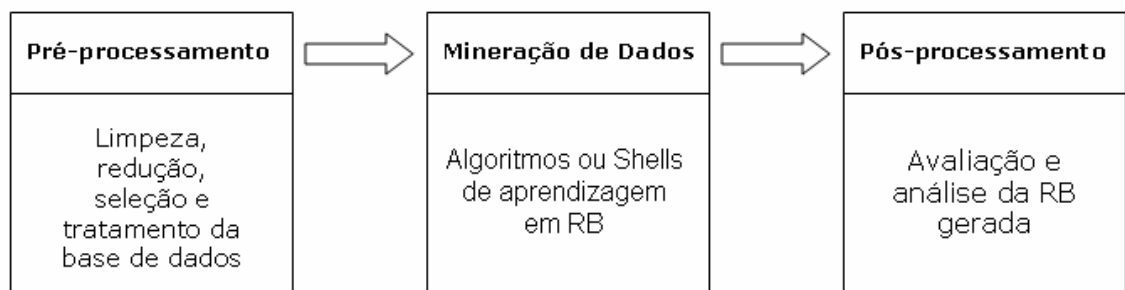 Pré-processamento
Limpeza,
redução,
seleção e
tratamento da
base de dados
Mineração de Dados
Algoritmos ou Shells
de aprendizagem
em RB
Pós-processamento
Avaliação e
análise da RB
gerada